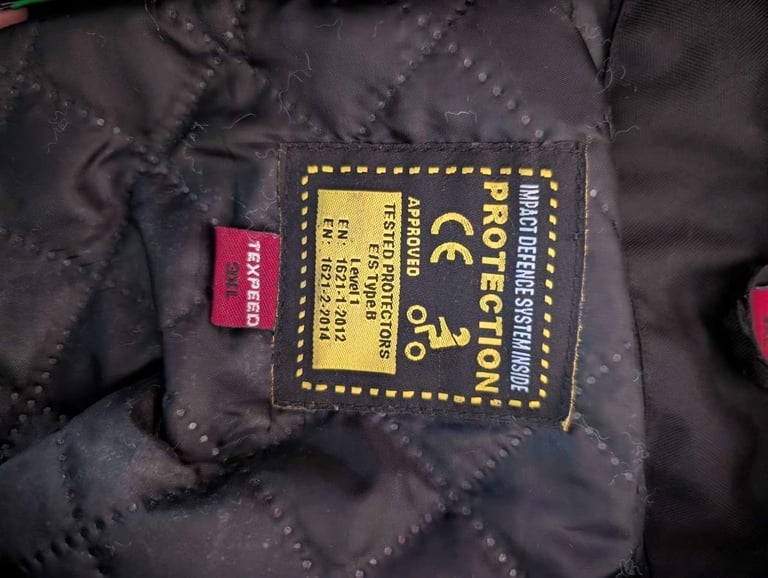 IMPACT DEFENCE SYSTEM INSIDE
PROTECTION
CE
APPROVED
TESTED PROTECTORS
E/S Type B
Level 1
EN: 1621-1-2012
EN: 1621-2-2014
TEXPEED